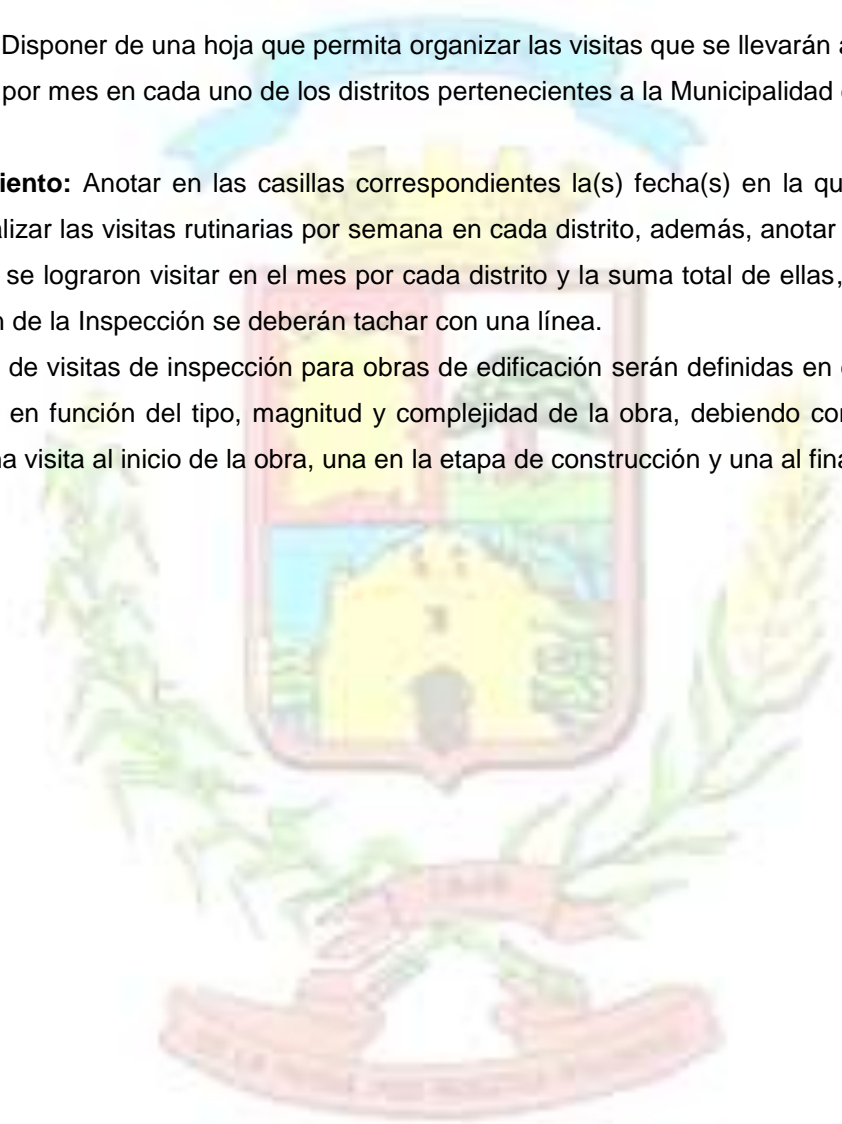 Disponer de una hoja que permita organizar las visitas que se llevarán a
por mes en cada uno de los distritos pertenecientes a la Municipalidad
iento: Anotar en las casillas correspondientes la(s) fecha(s) en la qu
lizar las visitas rutinarias por semana en cada distrito, además, anotar
se lograron visitar en el mes por cada distrito y la suma total de ellas,
n de la Inspección se deberán tachar con una línea.
de visitas de inspección para obras de edificación serán definidas en
en función del tipo, magnitud y complejidad de la obra, debiendo cor
na visita al inicio de la obra, una en la etapa de construcción y una al fina